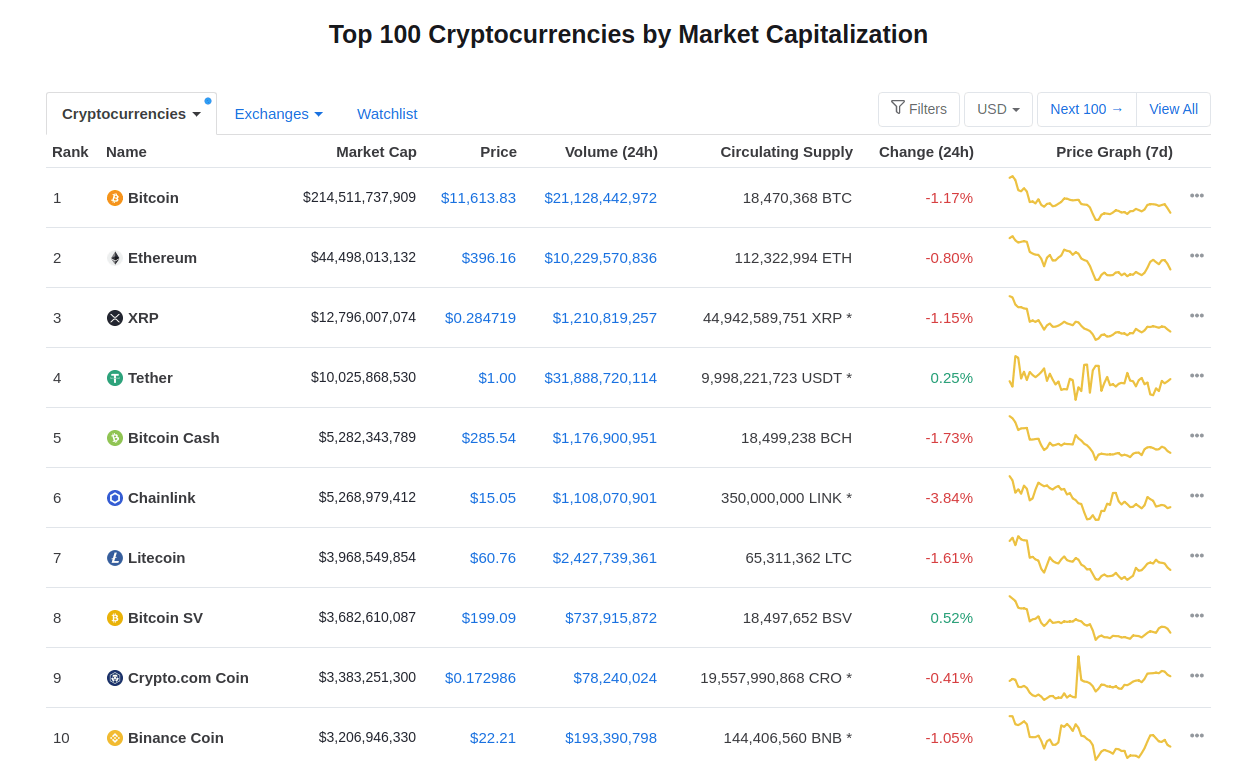 Top 100 Cryptocurrencies by Market Capitalization
Cryptocurrencies Exchanges Watchlist Filters USD Next 100 → View All
Rank Name Market Cap Price Volume (24h) Circulating Supply Change (24h) Price Graph (7d)
1 Bitcoin $214,511,737,909 $11,613.83 $21,128,442,972 18,470,368 BTC -1.17%
2 Ethereum $44,498,013,132 $396.16 $10,229,570,836 112,322,994 ETH -0.80%
3 XRP $12,796,007,074 $0.284719 $1,210,819,257 44,942,589,751 XRP * -1.15%
4 Tether $10,025,868,530 $1.00 $31,888,720,114 9,998,221,723 USDT * 0.25%
5 Bitcoin Cash $5,282,343,789 $285.54 $1,176,900,951 18,499,238 BCH -1.73%
6 Chainlink $5,268,979,412 $15.05 $1,108,070,901 350,000,000 LINK * -3.84%
7 Litecoin $3,968,549,854 $60.76 $2,427,739,361 65,311,362 LTC -1.61%
8 Bitcoin SV $3,682,610,087 $199.09 $737,915,872 18,497,652 BSV 0.52%
9 Crypto.com Coin $3,383,251,300 $0.172986 $78,240,024 19,557,990,868 CRO * -0.41%
10 Binance Coin $3,206,946,330 $22.21 $193,390,798 144,406,560 BNB * -1.05%